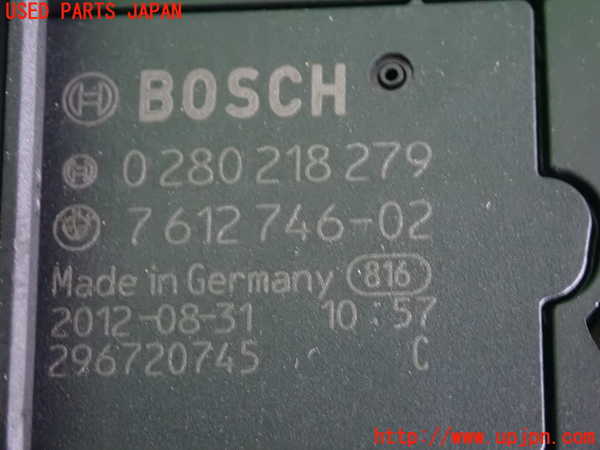 USED PARTS JAPAN
BOSCH
0 280 218 279
7 612 746-02
Made in Germany 816
2012-08-31 10:57
296720745 C
http://www.upjpn.com/